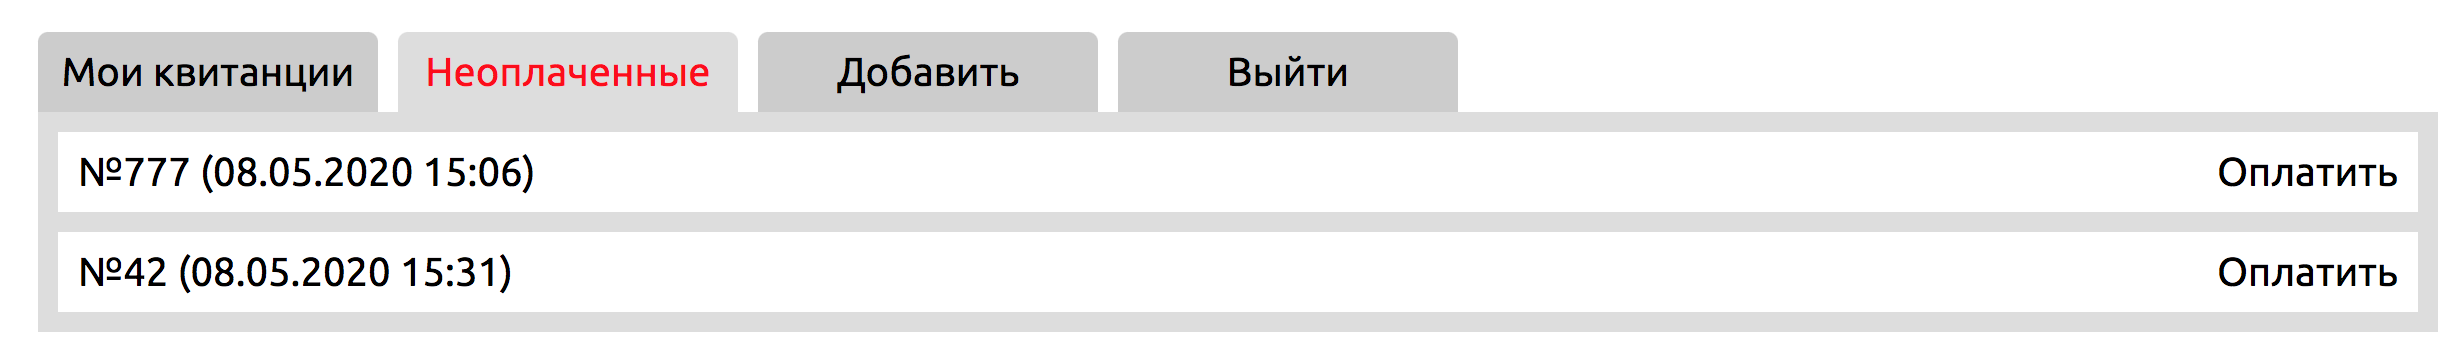 Мои квитанции Неоплаченные Добавить Выйти
№777 (08.05.2020 15:06) Оплатить
№42 (08.05.2020 15:31) Оплатить